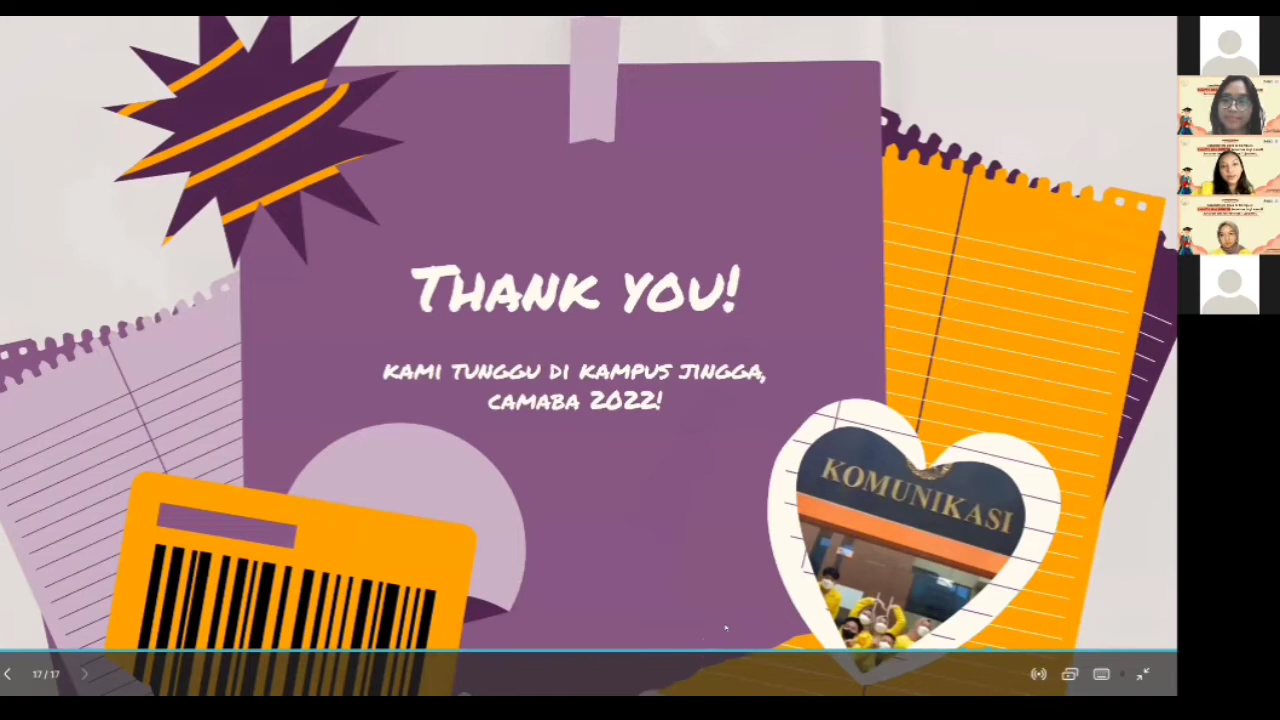 Thank you!
Kami tunggu di kampus jingga,
camaba 2022!
KOMUNIKASI
17 / 17